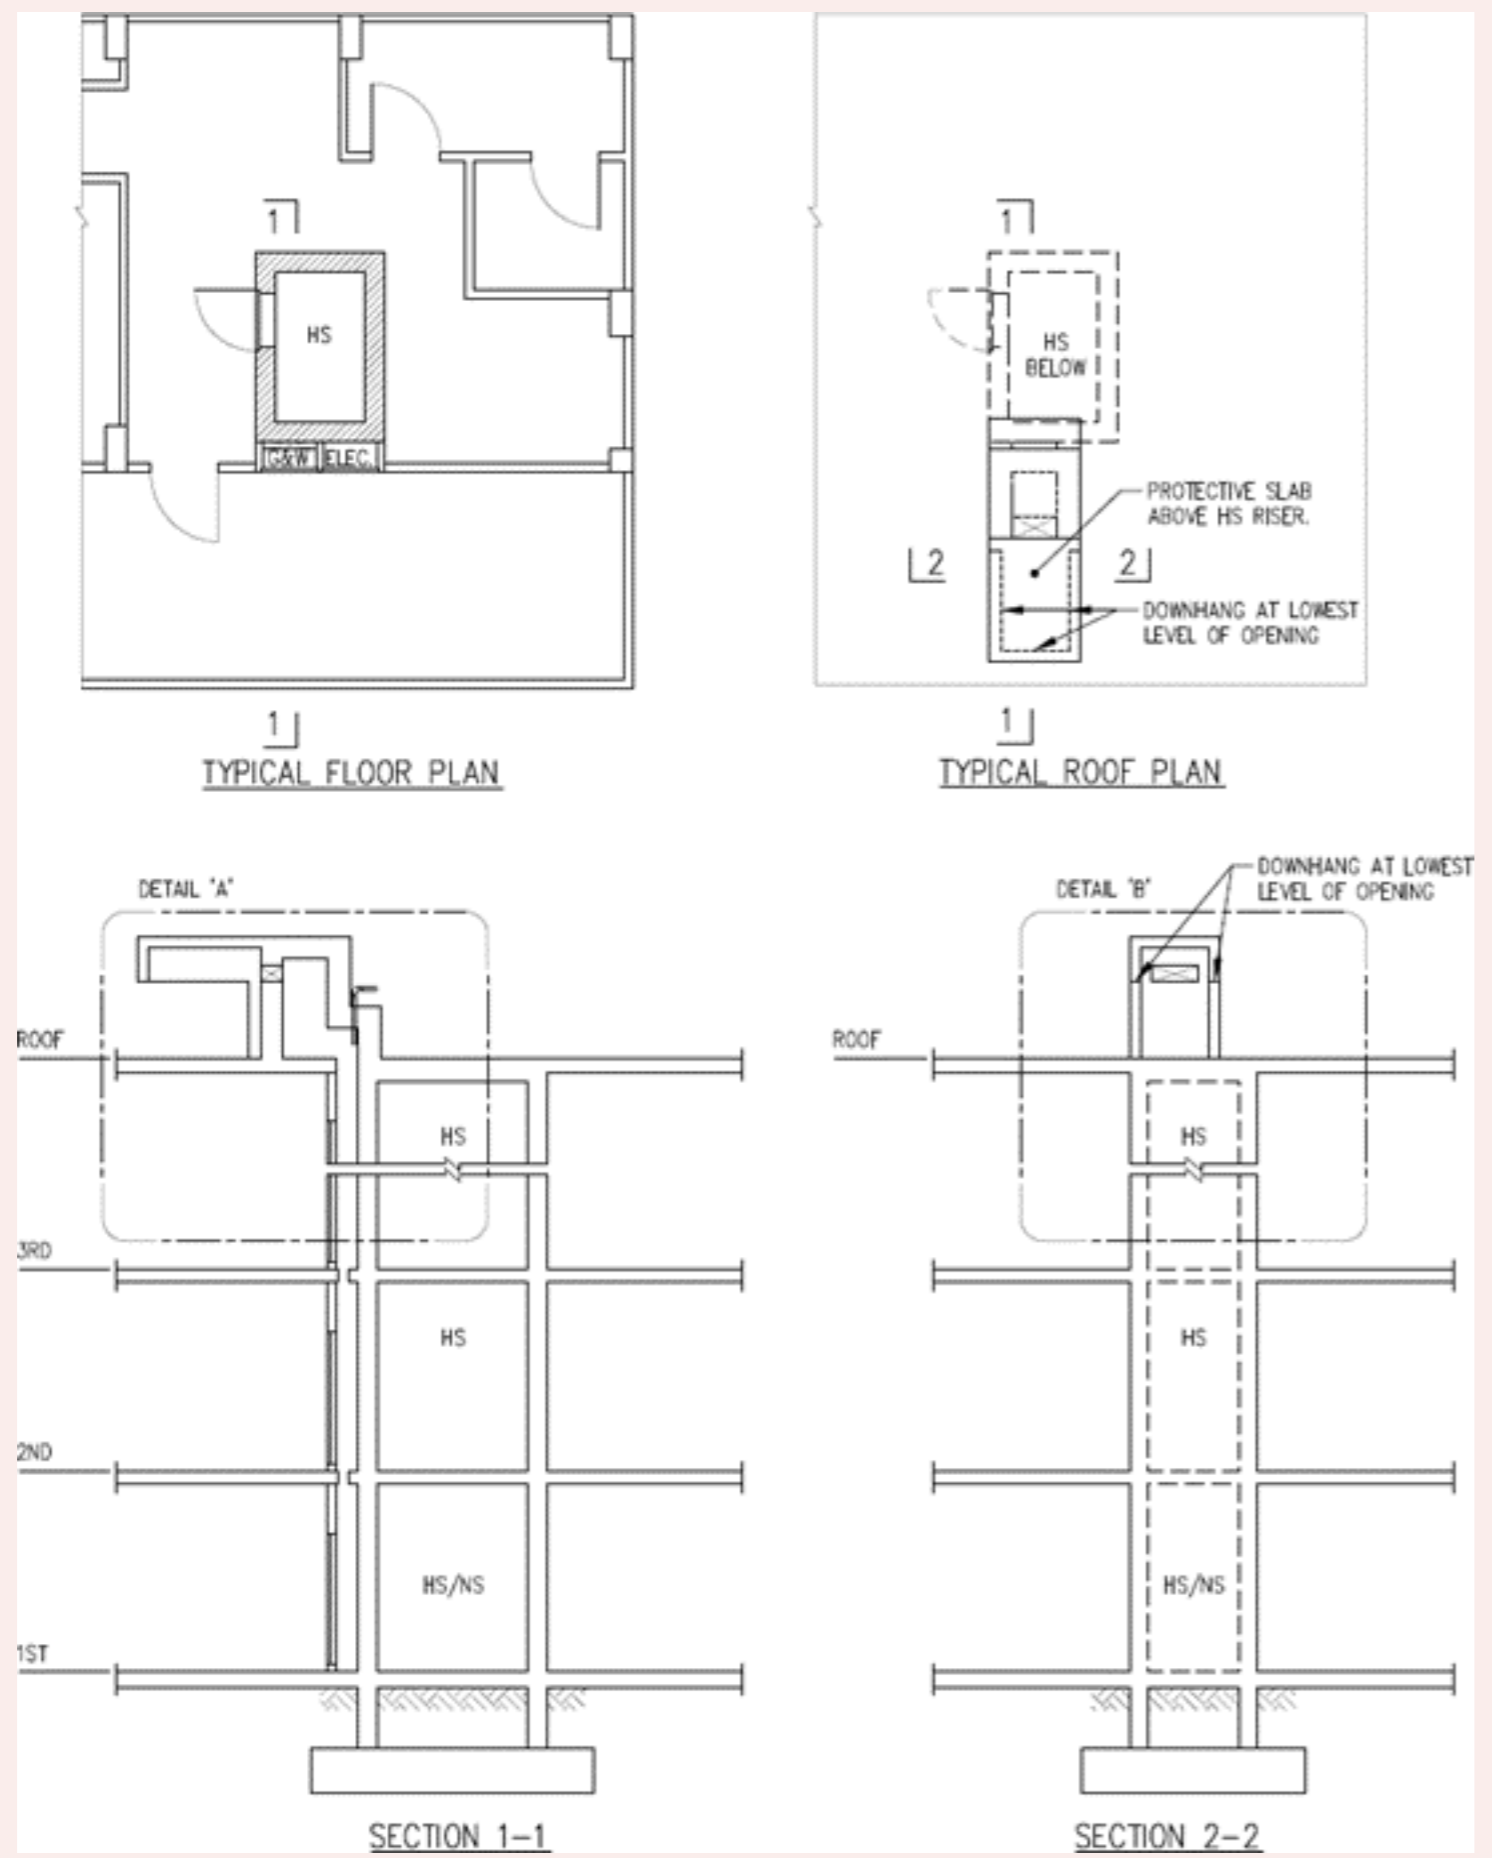 1
HS
G&W ELEC.
1
TYPICAL FLOOR PLAN
1
HS
BELOW
PROTECTIVE SLAB
ABOVE HS RISER.
2
2
DOWNHANG AT LOWEST
LEVEL OF OPENING
1
TYPICAL ROOF PLAN
DETAIL "A"
ROOF
HS
3RD
HS
2ND
HS/NS
1ST
SECTION 1-1
DOWNHANG AT LOWEST
LEVEL OF OPENING
DETAIL "B"
ROOF
HS
HS
HS/NS
SECTION 2-2